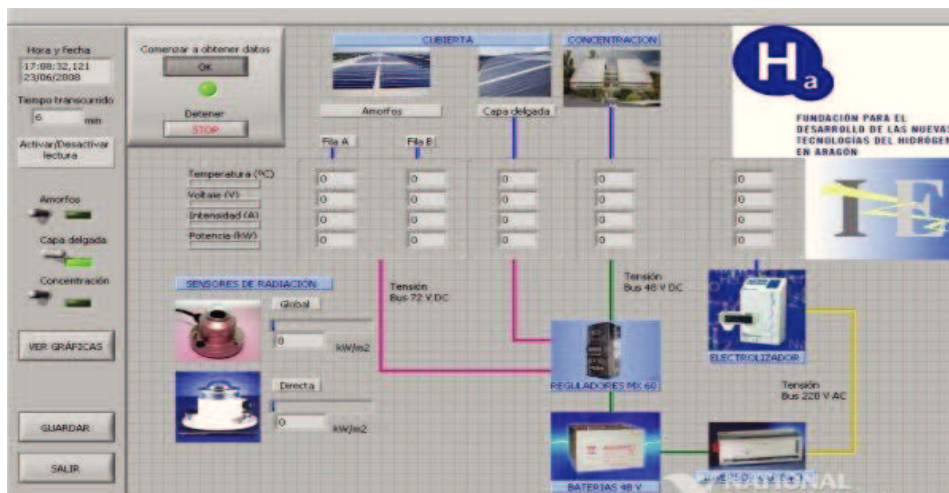 Hora y fecha
17:08:32,121
23/06/2008
Tiempo transcurrido
6 min
Activar/Desactivar
lectura
Amorfos
Capa delgada
Concentración
VER GRÁFICAS
GUARDAR
SALIR
Comenzar a obtener datos
OK
Detener
STOP
CUBIERTA
CONCENTRACION
Amorfos
Capa delgada
Fila A
Fila B
Temperatura (ºC)
0 0 0 0 0
Voltaje (V)
0 0 0 0 0
Intensidad (A)
0 0 0 0 0
Potencia (kW)
0 0 0 0 0
SENSORES DE RADIACIÓN
Global
0 kW/m2
Directa
0 kW/m2
Tensión
Bus 72 V DC
Tensión
Bus 48 V DC
REGULADORES MX 60
BATERIAS 48 V
ELECTROLIZADOR
Tensión
Bus 220 V AC
NATIONAL
Ha
FUNDACIÓN PARA EL
DESARROLLO DE LAS NUEVAS
TECNOLOGÍAS DEL HIDRÓGEN
EN ARAGÓN
IE